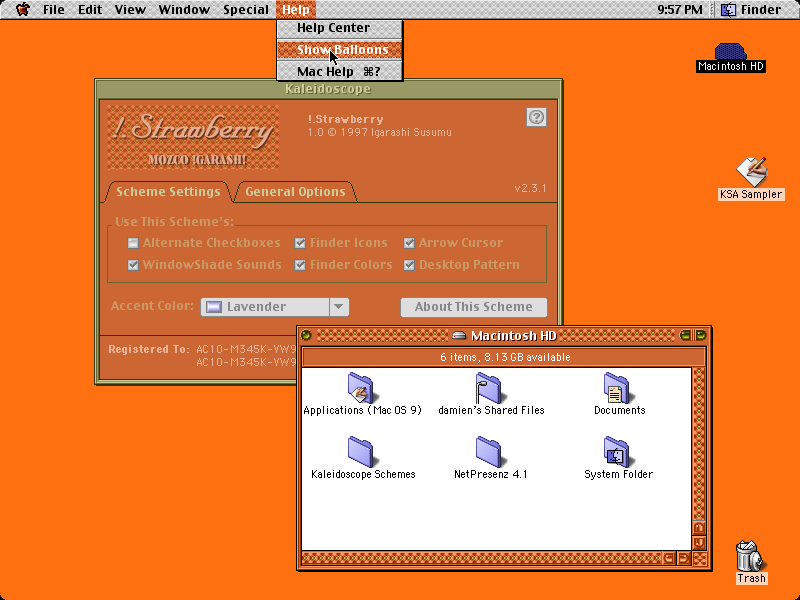 File Edit View Window Special Help 9:57 PM Finder
Help Center
Show Balloons
Mac Help ⌘?
Macintosh HD
Kaleidoscope
!.Strawberry
MOZCO !GARASH!
!.Strawberry
1.0 © 1997 Igarashi Susumu
v2.3.1
Scheme Settings General Options
KSA Sampler
Use This Scheme's:
Alternate Checkboxes Finder Icons Arrow Cursor
WindowShade Sounds Finder Colors Desktop Pattern
Accent Color: Lavender About This Scheme
Registered To: AC10-M345K-VW9
AC10-M345K-VW9
Macintosh HD
6 items, 8.13 GB available
Applications (Mac OS 9) damien's Shared Files Documents
Kaleidoscope Schemes NetPresenz 4.1 System Folder
Trash